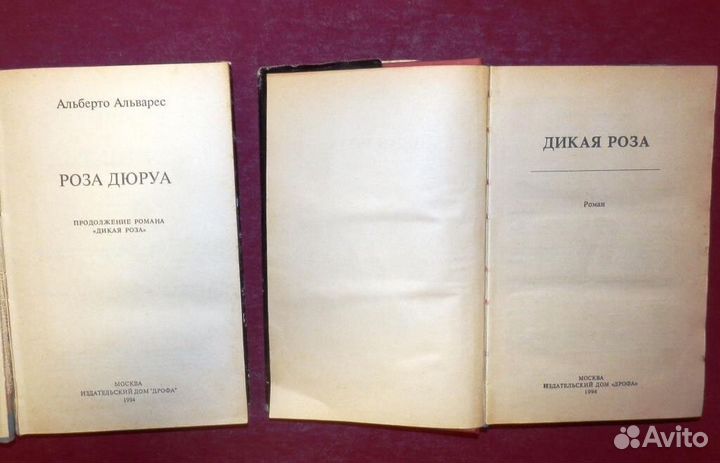 Альберто Альварес
РОЗА ДЮРУА
ПРОДОЛЖЕНИЕ РОМАНА
«ДИКАЯ РОЗА»
МОСКВА
ИЗДАТЕЛЬСКИЙ ДОМ "ДРОФА"
1994
ДИКАЯ РОЗА
Роман
МОСКВА
ИЗДАТЕЛЬСКИЙ ДОМ «ДРОФА»
1994
Avito